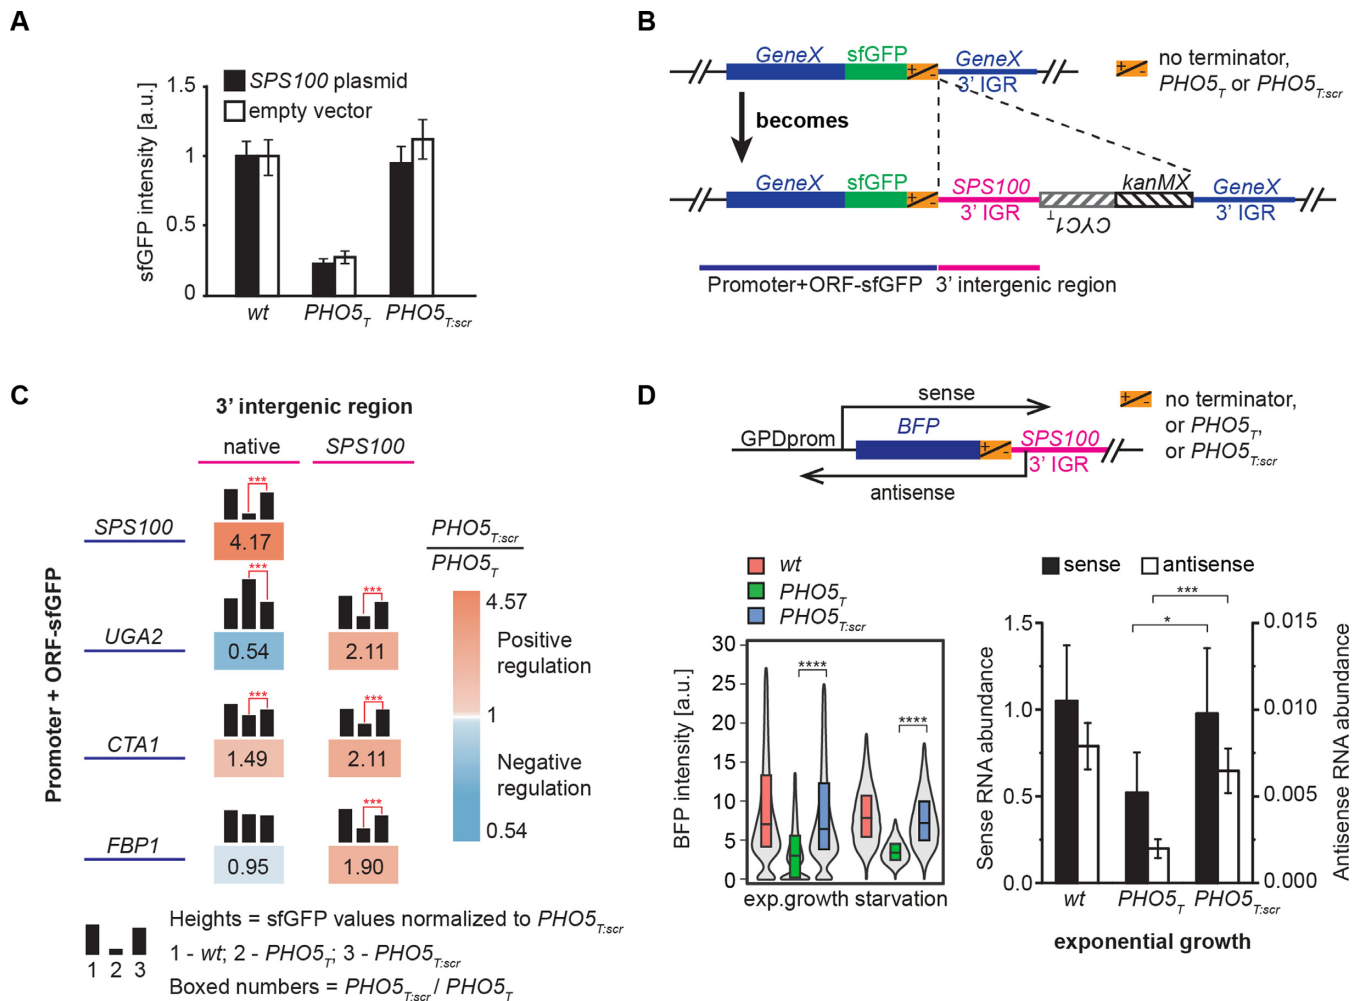 A
SPS100 plasmid
empty vector
sfGFP intensity [a.u.]
1.5
1
0.5
0
wt
PHO5T
PHO5T:scr
B
GeneX
sfGFP
+
-
GeneX
3' IGR
+
-
no terminator,
PHO5T or PHO5T:scr
becomes
GeneX
sfGFP
+
-
SPS100
3' IGR
CYC1T
kanMX
GeneX
3' IGR
Promoter+ORF-sfGFP
3' intergenic region
C
3' intergenic region
native
SPS100
Promoter + ORF-sfGFP
SPS100
***
4.17
UGA2
***
0.54
***
2.11
CTA1
***
1.49
***
2.11
FBP1
0.95
***
1.90
PHO5T:scr
PHO5T
4.57
Positive
regulation
1
Negative
regulation
0.54
1 2 3
Heights = sfGFP values normalized to PHO5T:scr
1 - wt; 2 - PHO5T; 3 - PHO5T:scr
Boxed numbers = PHO5T:scr / PHO5T
D
sense
GPDprom
BFP
+
-
SPS100
3' IGR
antisense
+
-
no terminator,
or PHO5T,
or PHO5T:scr
wt
PHO5T
PHO5T:scr
BFP intensity [a.u.]
30
25
20
15
10
5
0
****
****
exp.growth starvation
sense
antisense
Sense RNA abundance
1.5
1.0
0.5
0.0
***
*
0.015
0.010
0.005
0.000
Antisense RNA abundance
wt
PHO5T
PHO5T:scr
exponential growth